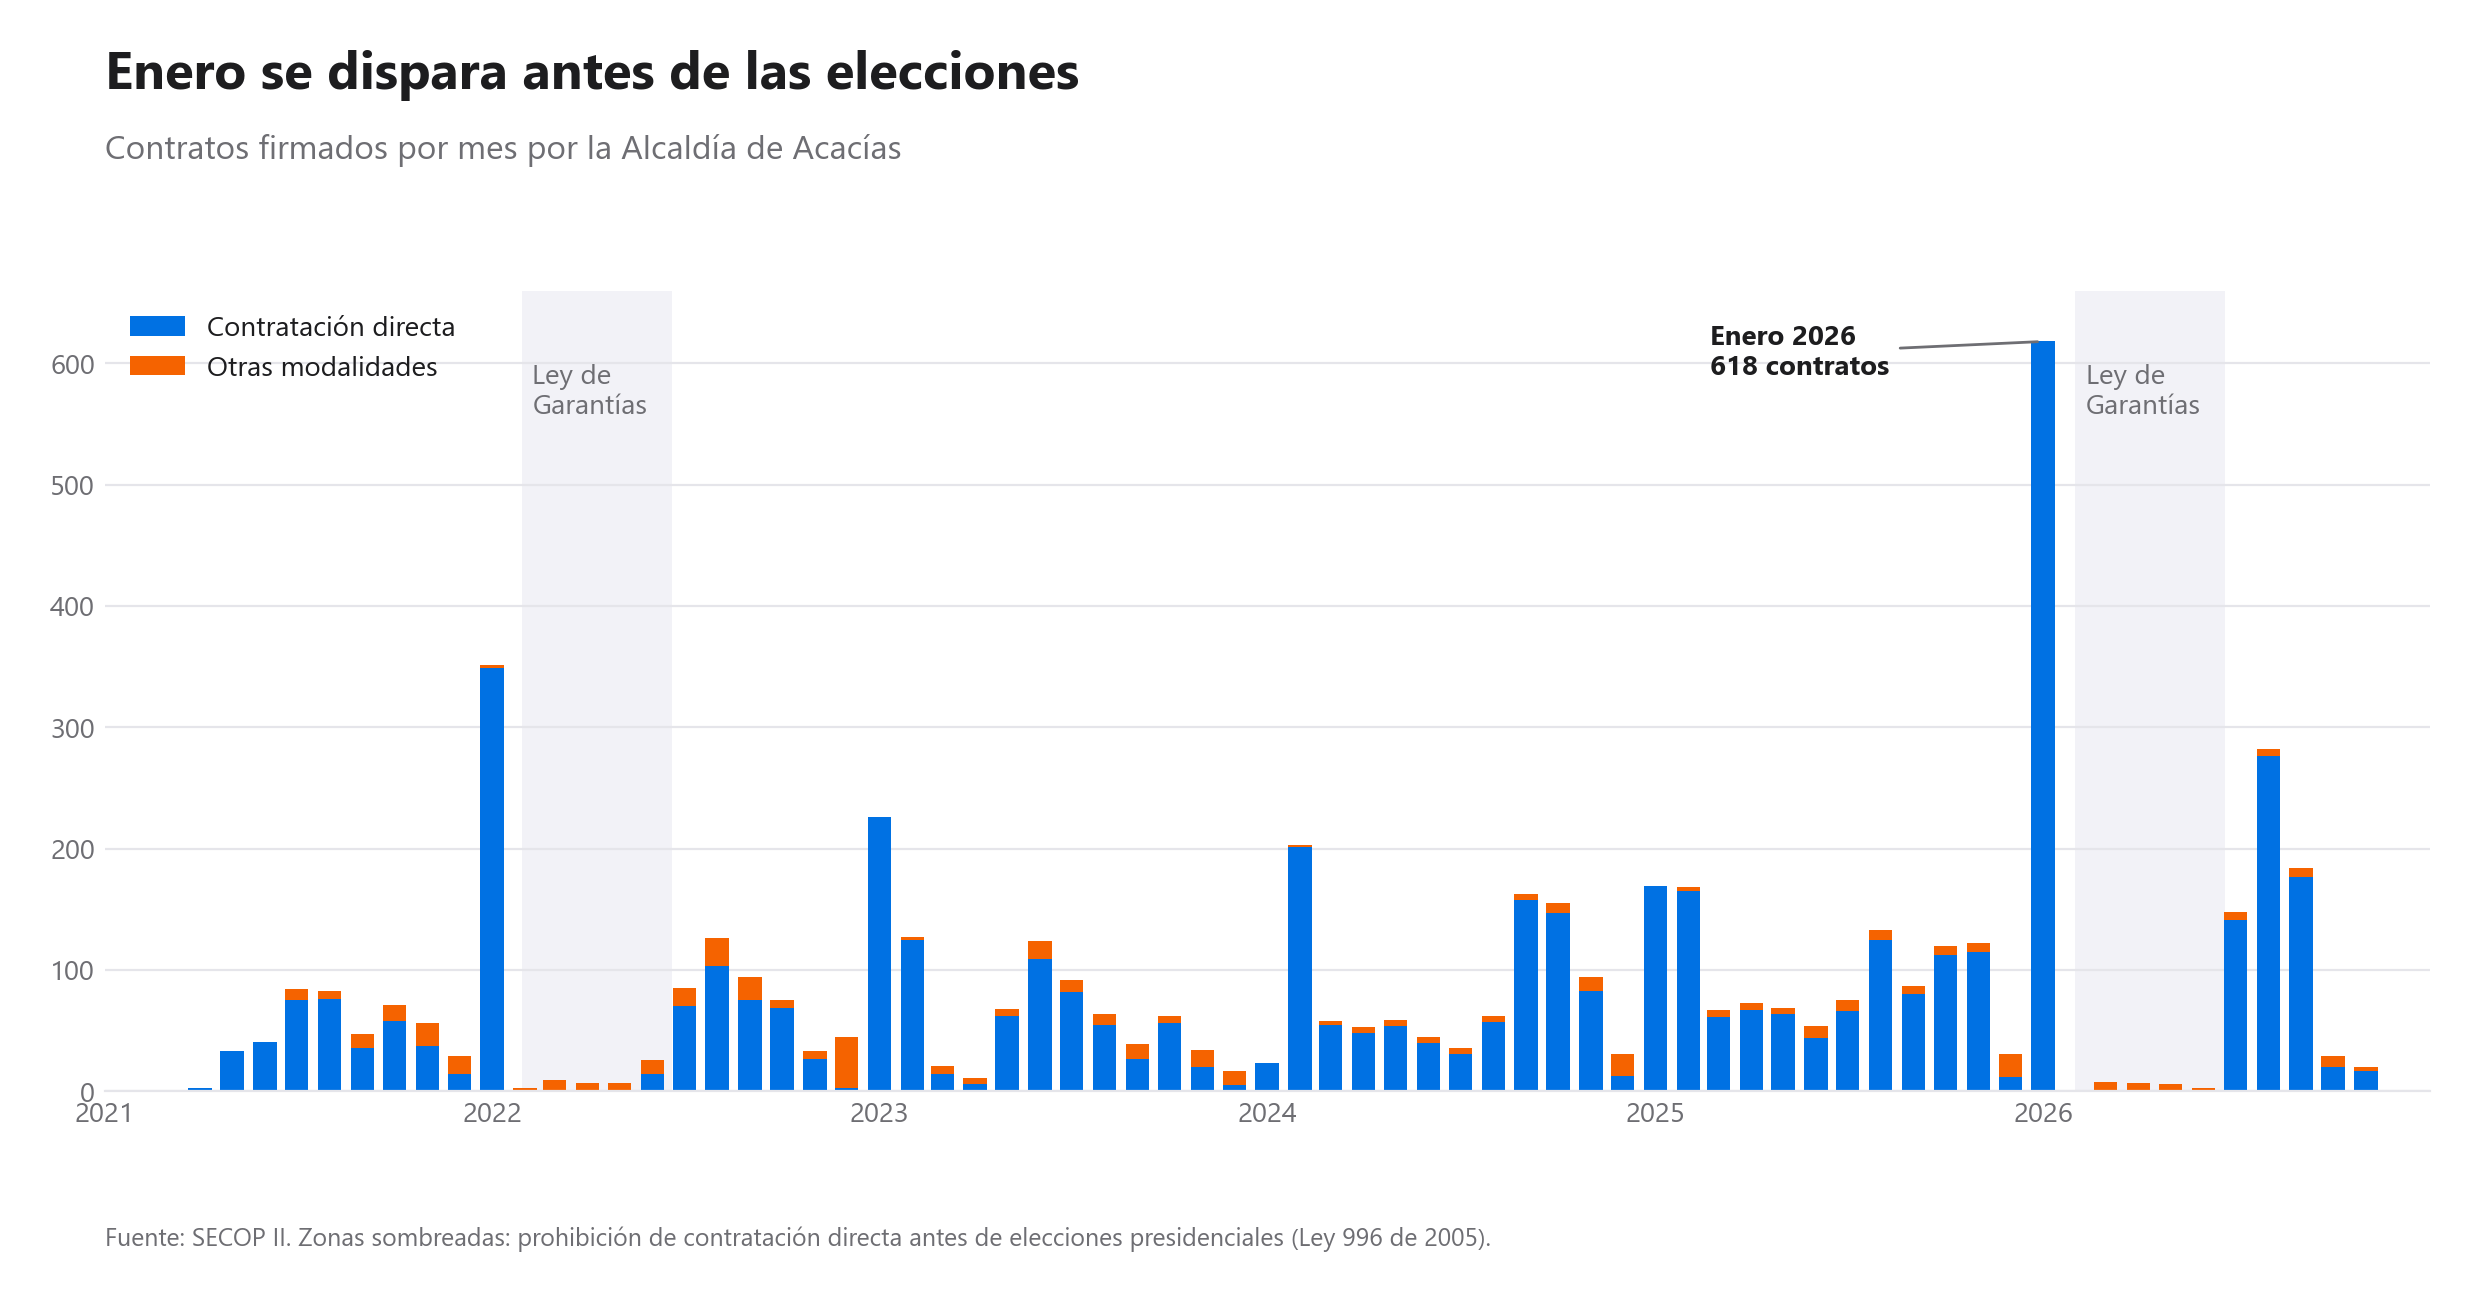 Enero se dispara antes de las elecciones
Contratos firmados por mes por la Alcaldía de Acacías
Contratación directa
Otras modalidades
Ley de
Garantías
Enero 2026
618 contratos
Ley de
Garantías
600
500
400
300
200
100
0
2021 2022 2023 2024 2025 2026
Fuente: SECOP II. Zonas sombreadas: prohibición de contratación directa antes de elecciones presidenciales (Ley 996 de 2005).